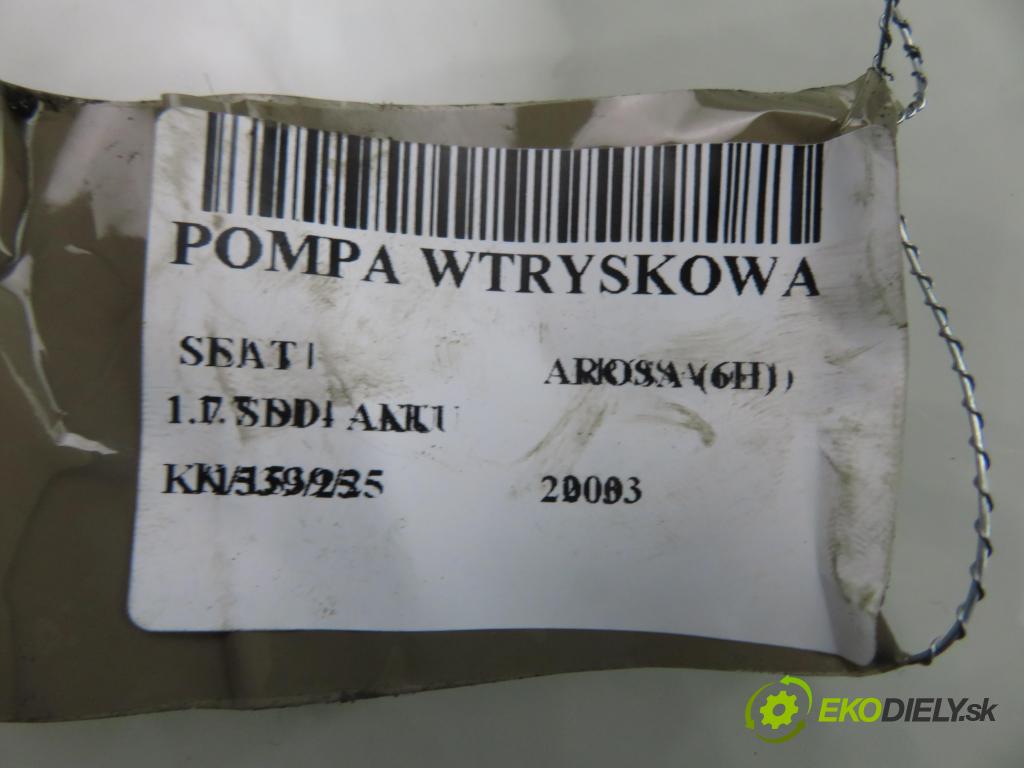 POMPA WTRYSKOWA
SEAT
AROSA (6H)
1.7 SDI AKU
2003
EKODIELY.sk